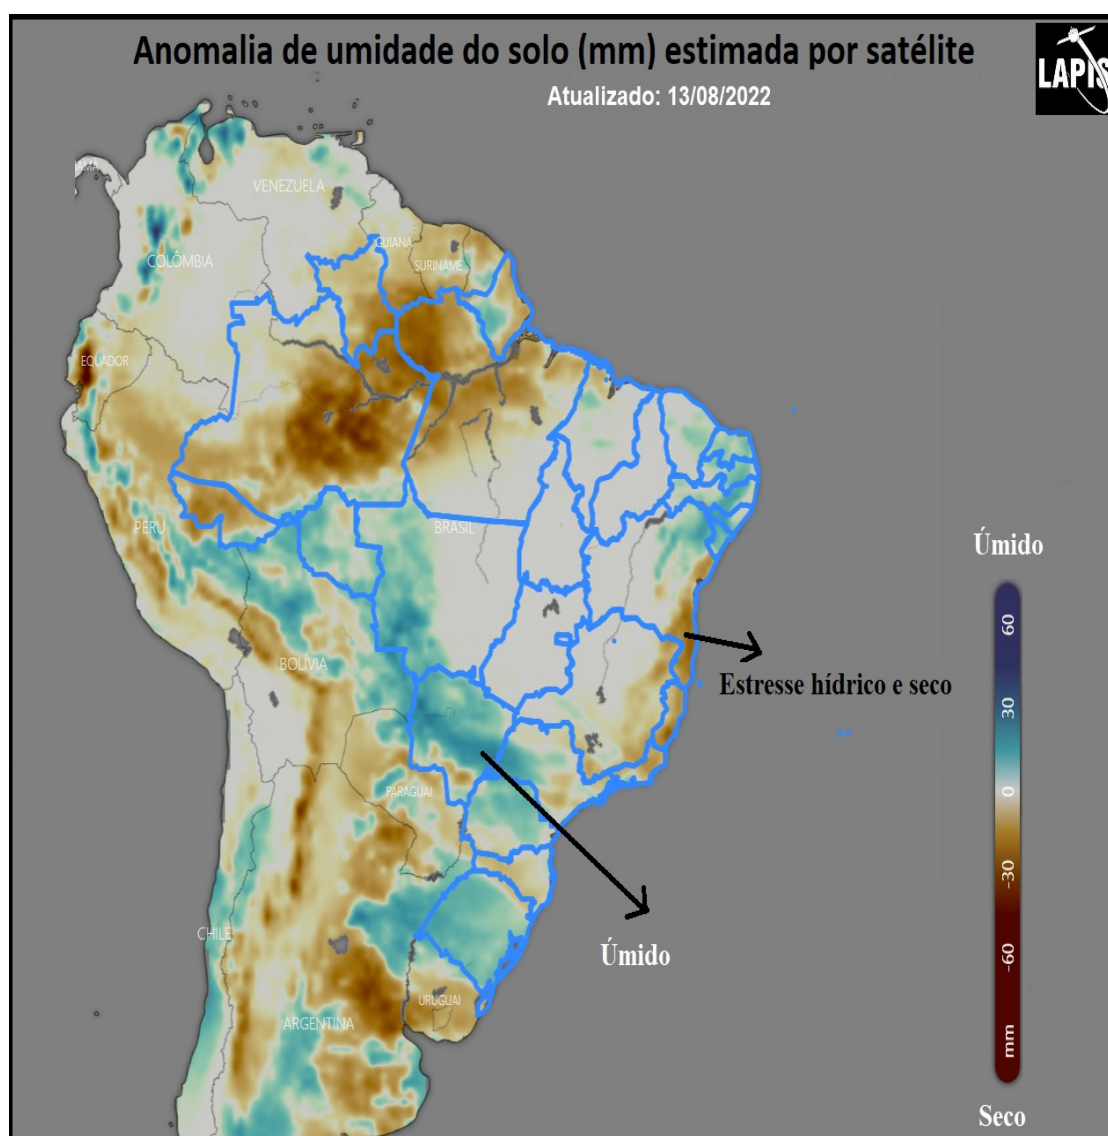 Anomalia de umidade do solo (mm) estimada por satélite
Atualizado: 13/08/2022
LAPIS
VENEZUELA
GUIANA
SURINAME
COLÔMBIA
EQUADOR
PERU
BRASIL
BOLÍVIA
PARAGUAI
CHILE
ARGENTINA
URUGUAI
Estresse hídrico e seco
Úmido
Úmido
60
30
0
-30
-60
mm
Seco